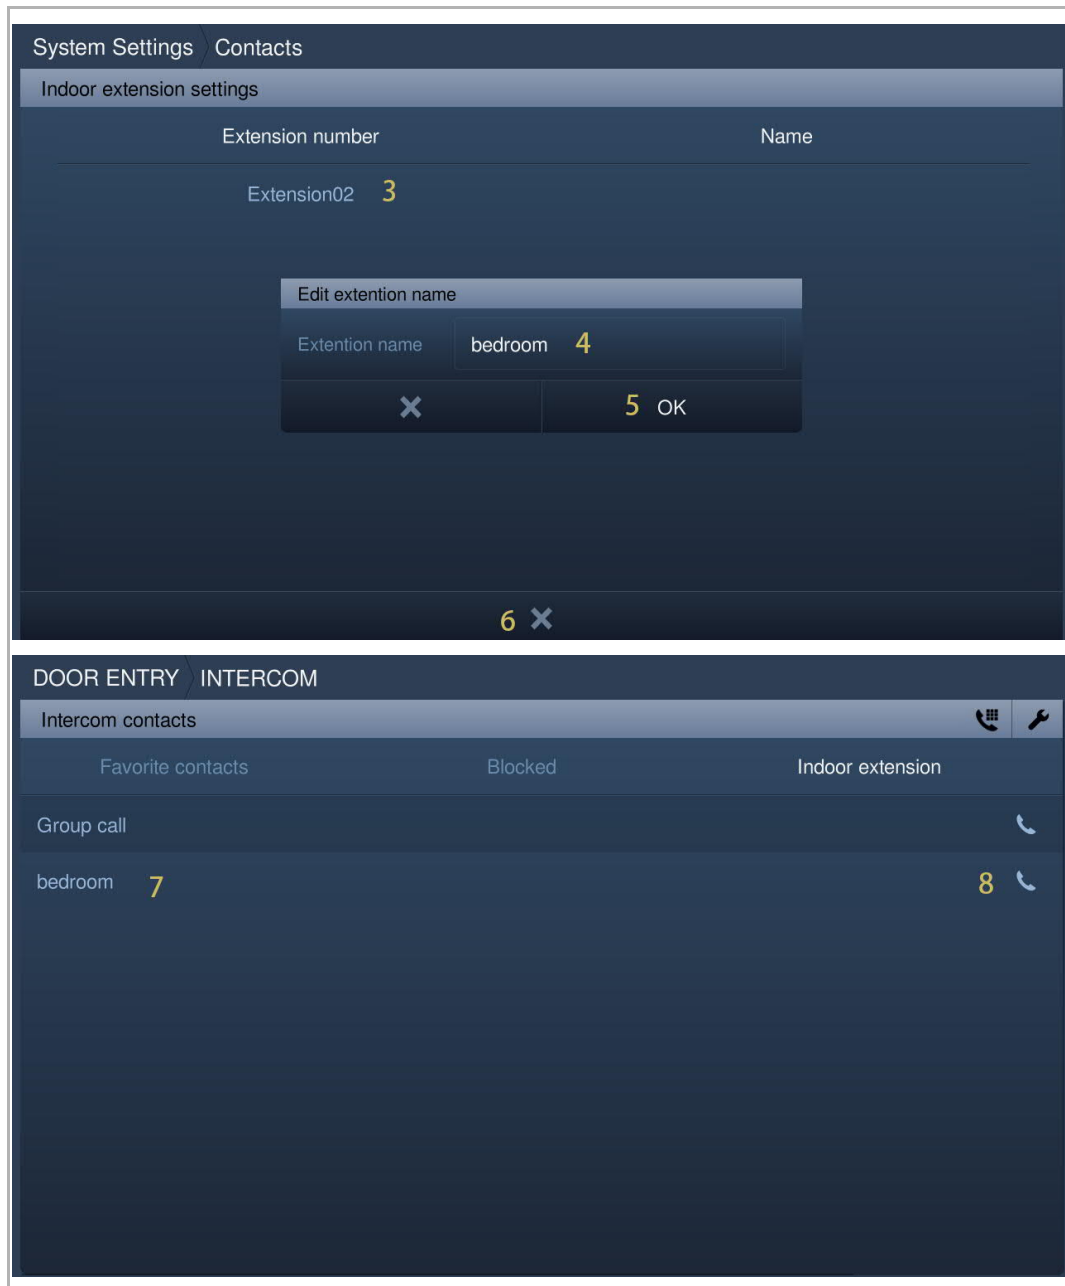 System Settings Contacts
Indoor extension settings
Extension number Name
Extension02 3
Edit extention name
Extention name bedroom 4
5 OK
6
DOOR ENTRY INTERCOM
Intercom contacts
Favorite contacts Blocked Indoor extension
Group call
bedroom 7 8